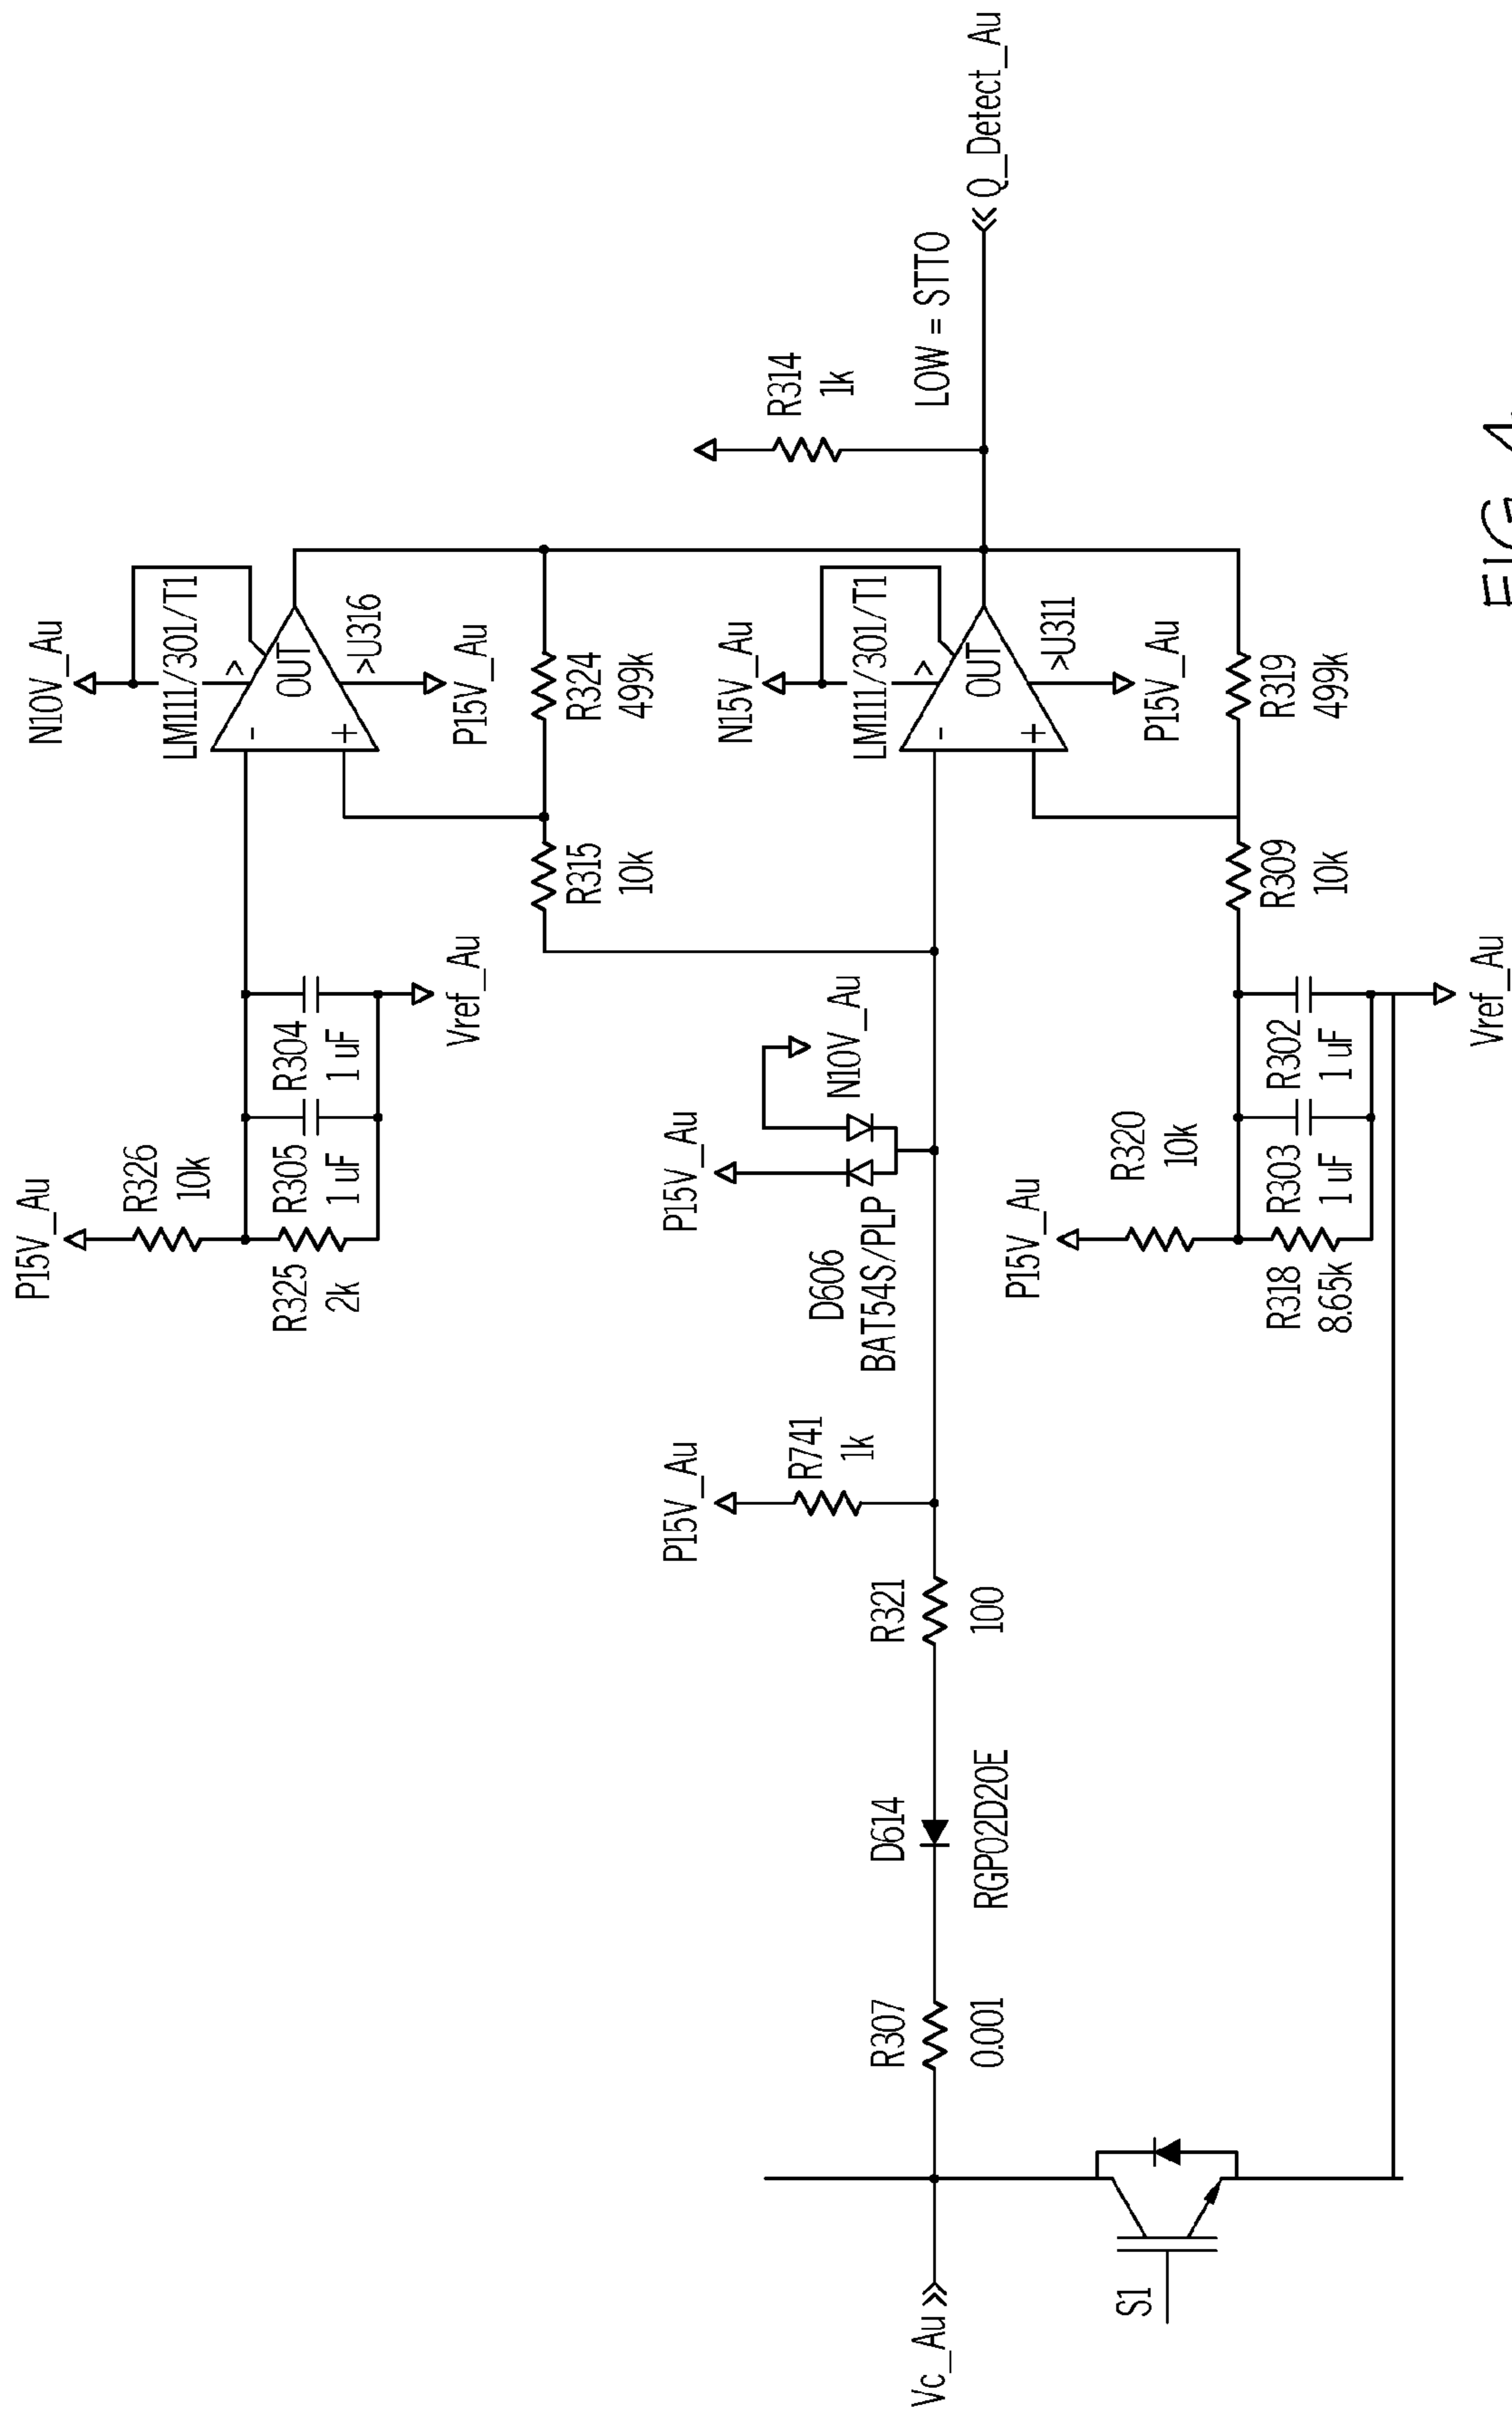 P15V_Au
R326
10k
R325
2k
R305
1 uF
R304
1 uF
Vref_Au
N10V_Au
LM111/301/T1
-
+
OUT
>
>U316
P15V_Au
R315
10k
R324
499k
Vc_Au
S1
R307
0.001
D614
RGP02D20E
R321
100
P15V_Au
R741
1k
D606
BAT54S/PLP
P15V_Au
N10V_Au
N15V_Au
LM111/301/T1
-
+
OUT
>
>U311
P15V_Au
R314
1k
LOW = STTO
Q_Detect_Au
P15V_Au
R320
10k
R318
8.65k
R303
1 uF
R302
1 uF
Vref_Au
R309
10k
R319
499k